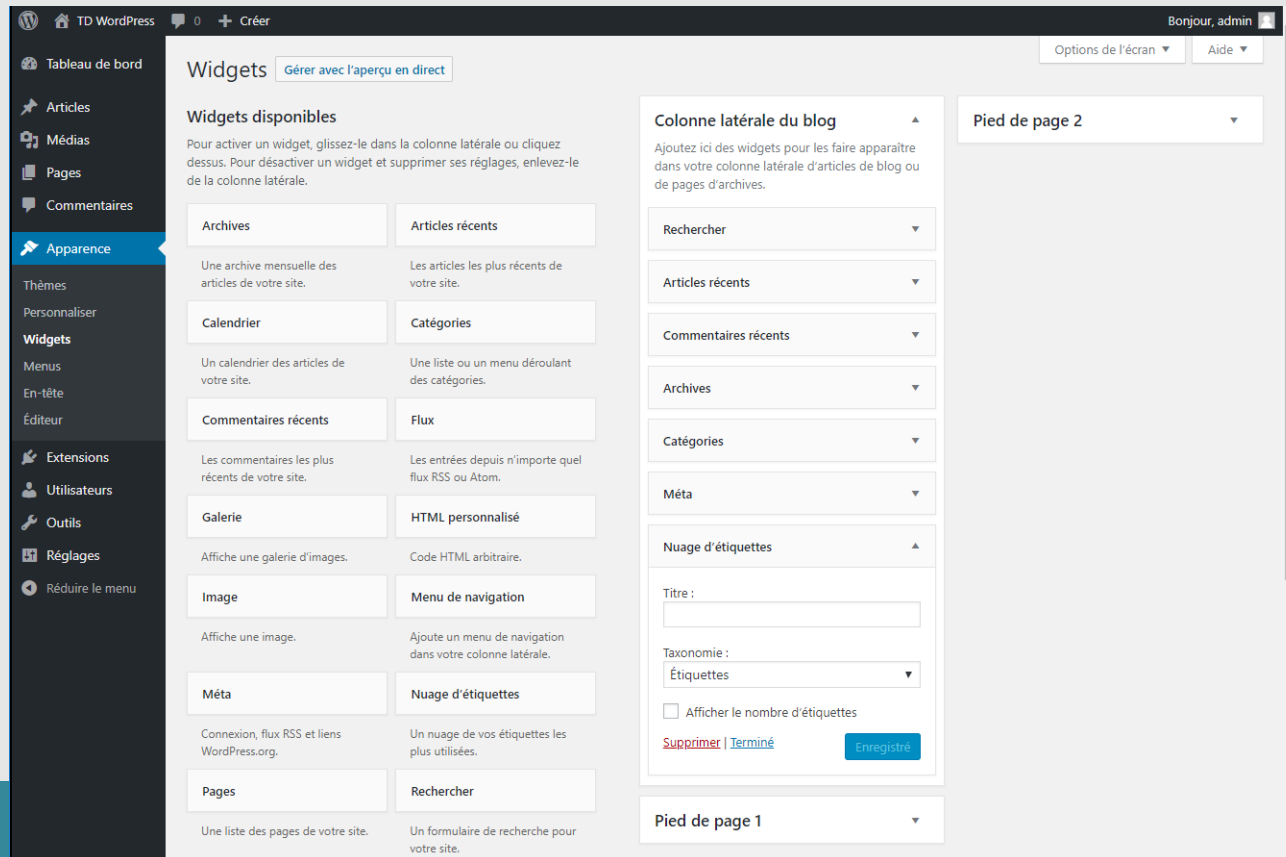 TD WordPress 0 + Créer
Bonjour, admin
Options de l'écran ▼
Aide ▼
Tableau de bord
Articles
Médias
Pages
Commentaires
Apparence
Thèmes
Personnaliser
Widgets
Menus
En-tête
Éditeur
Extensions
Utilisateurs
Outils
Réglages
Réduire le menu
Widgets
Gérer avec l'aperçu en direct
Widgets disponibles
Pour activer un widget, glissez-le dans la colonne latérale ou cliquez
dessus. Pour désactiver un widget et supprimer ses réglages, enlevez-le
de la colonne latérale.
Archives
Une archive mensuelle des
articles de votre site.
Articles récents
Les articles les plus récents de
votre site.
Calendrier
Un calendrier des articles de
votre site.
Catégories
Une liste ou un menu déroulant
des catégories.
Commentaires récents
Les commentaires les plus
récents de votre site.
Flux
Les entrées depuis n'importe quel
flux RSS ou Atom.
Galerie
Affiche une galerie d'images.
HTML personnalisé
Code HTML arbitraire.
Image
Affiche une image.
Menu de navigation
Ajoute un menu de navigation
dans votre colonne latérale.
Méta
Connexion, flux RSS et liens
WordPress.org.
Nuage d'étiquettes
Un nuage de vos étiquettes les
plus utilisées.
Pages
Une liste des pages de votre site.
Rechercher
Un formulaire de recherche pour
votre site.
Colonne latérale du blog
Ajoutez ici des widgets pour les faire apparaître
dans votre colonne latérale d'articles de blog ou
de pages d'archives.
Rechercher
Articles récents
Commentaires récents
Archives
Catégories
Méta
Nuage d'étiquettes
Titre :
Taxonomie :
Étiquettes
Afficher le nombre d'étiquettes
Supprimer | Terminé
Enregistré
Pied de page 1
Pied de page 2